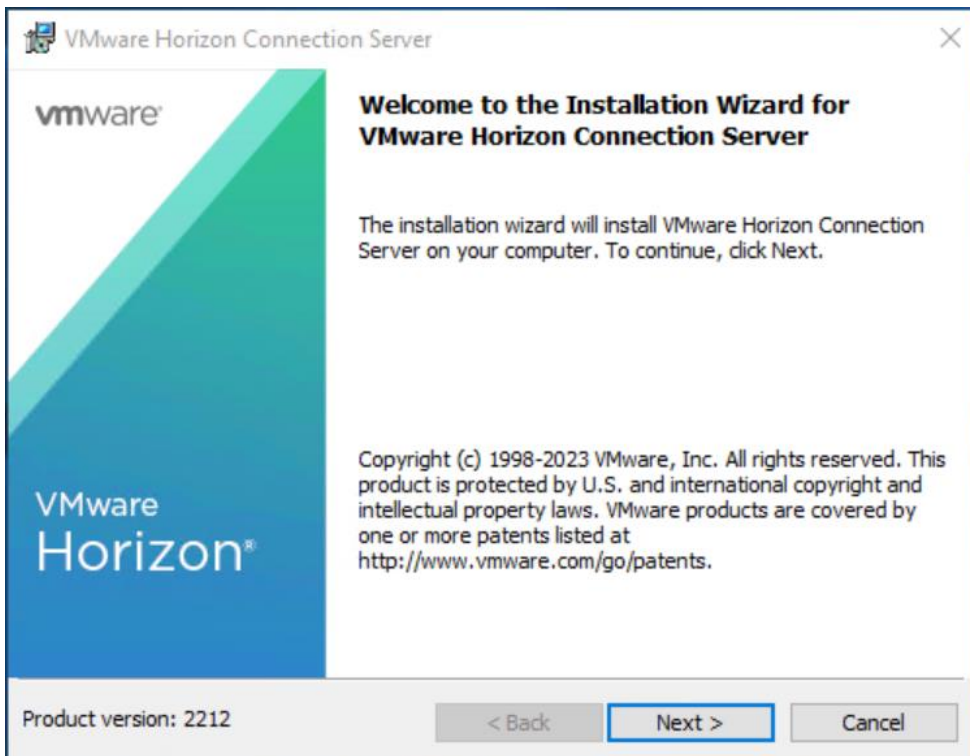 VMware Horizon Connection Server
vmware
Welcome to the Installation Wizard for
VMware Horizon Connection Server
The installation wizard will install VMware Horizon Connection
Server on your computer. To continue, click Next.
Copyright (c) 1998-2023 VMware, Inc. All rights reserved. This
product is protected by U.S. and international copyright and
intellectual property laws. VMware products are covered by
one or more patents listed at
http://www.vmware.com/go/patents.
VMware
Horizon®
Product version: 2212
< Back Next > Cancel